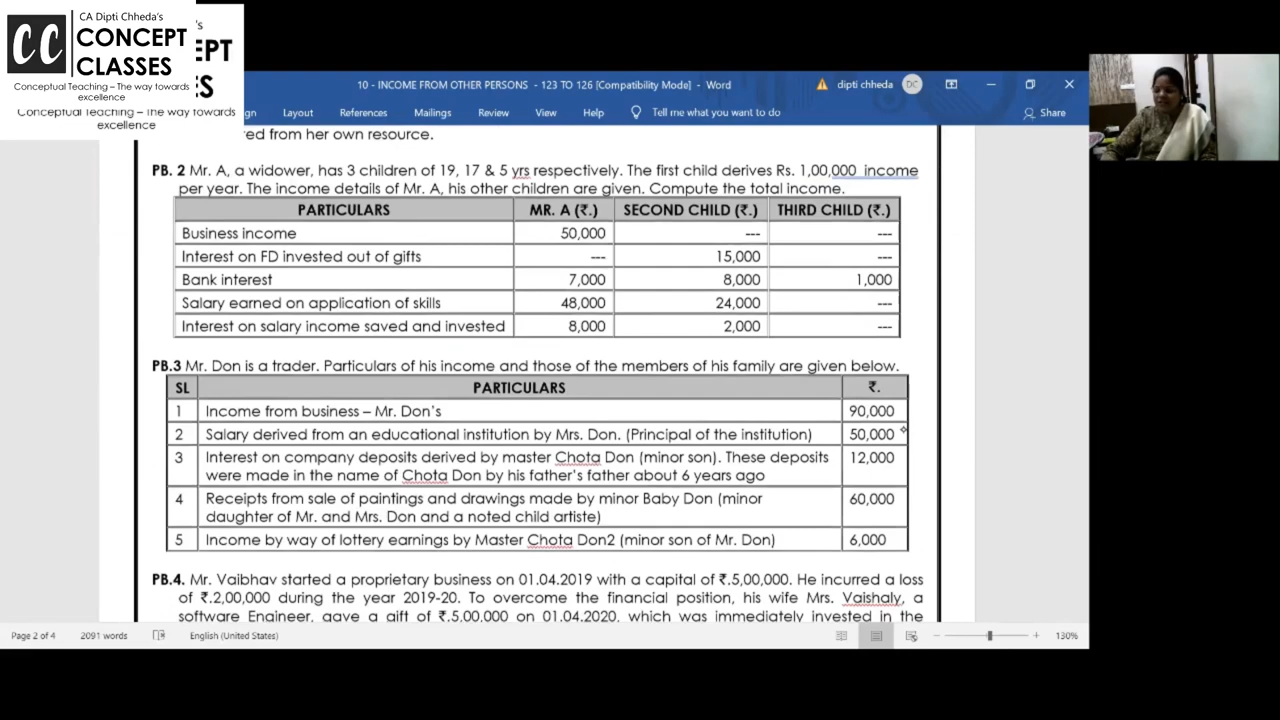 CA Dipti Chheda's
CONCEPT
CLASSES
Conceptual Teaching – The way towards
excellence
's
EPT
S
Conceptual Teaching – The way towards
excellence
10 - INCOME FROM OTHER PERSONS - 123 TO 126 [Compatibility Mode] - Word
dipti chheda
DC
gn Layout References Mailings Review View Help Tell me what you want to do
Share
red from her own resource.
PB. 2 Mr. A, a widower, has 3 children of 19, 17 & 5 yrs respectively. The first child derives Rs. 1,00,000 income
per year. The income details of Mr. A, his other children are given. Compute the total income.
PARTICULARS MR. A (₹.) SECOND CHILD (₹.) THIRD CHILD (₹.)
Business income 50,000 --- ---
Interest on FD invested out of gifts --- 15,000 ---
Bank interest 7,000 8,000 1,000
Salary earned on application of skills 48,000 24,000 ---
Interest on salary income saved and invested 8,000 2,000 ---
PB.3 Mr. Don is a trader. Particulars of his income and those of the members of his family are given below.
SL PARTICULARS ₹.
1 Income from business – Mr. Don's 90,000
2 Salary derived from an educational institution by Mrs. Don. (Principal of the institution) 50,000
3 Interest on company deposits derived by master Chota Don (minor son). These deposits 12,000
were made in the name of Chota Don by his father's father about 6 years ago
4 Receipts from sale of paintings and drawings made by minor Baby Don (minor 60,000
daughter of Mr. and Mrs. Don and a noted child artiste)
5 Income by way of lottery earnings by Master Chota Don2 (minor son of Mr. Don) 6,000
PB.4. Mr. Vaibhav started a proprietary business on 01.04.2019 with a capital of ₹.5,00,000. He incurred a loss
of ₹.2,00,000 during the year 2019-20. To overcome the financial position, his wife Mrs. Vaishaly, a
software Engineer, gave a gift of ₹.5,00,000 on 01.04.2020, which was immediately invested in the
Page 2 of 4 2091 words English (United States) 130%